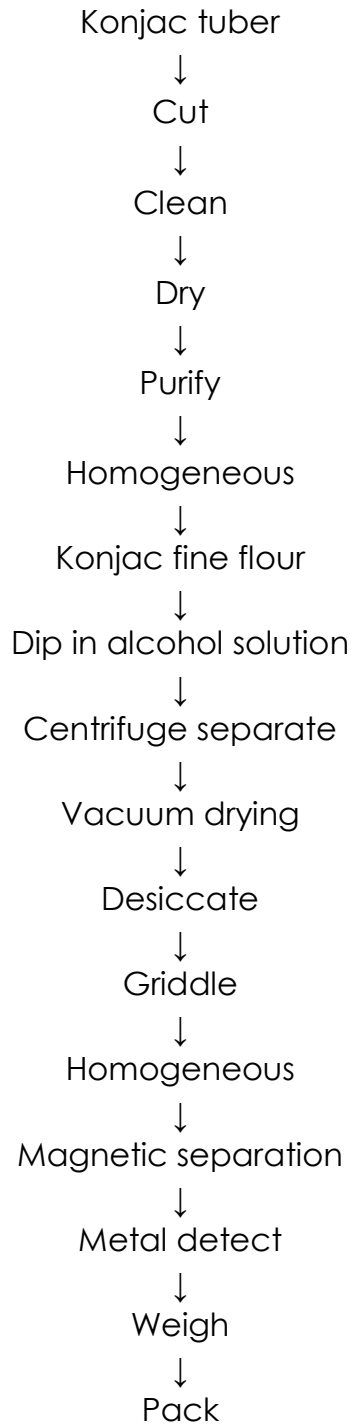 Konjac tuber
↓
Cut
↓
Clean
↓
Dry
↓
Purify
↓
Homogeneous
↓
Konjac fine flour
↓
Dip in alcohol solution
↓
Centrifuge separate
↓
Vacuum drying
↓
Desiccate
↓
Griddle
↓
Homogeneous
↓
Magnetic separation
↓
Metal detect
↓
Weigh
↓
Pack